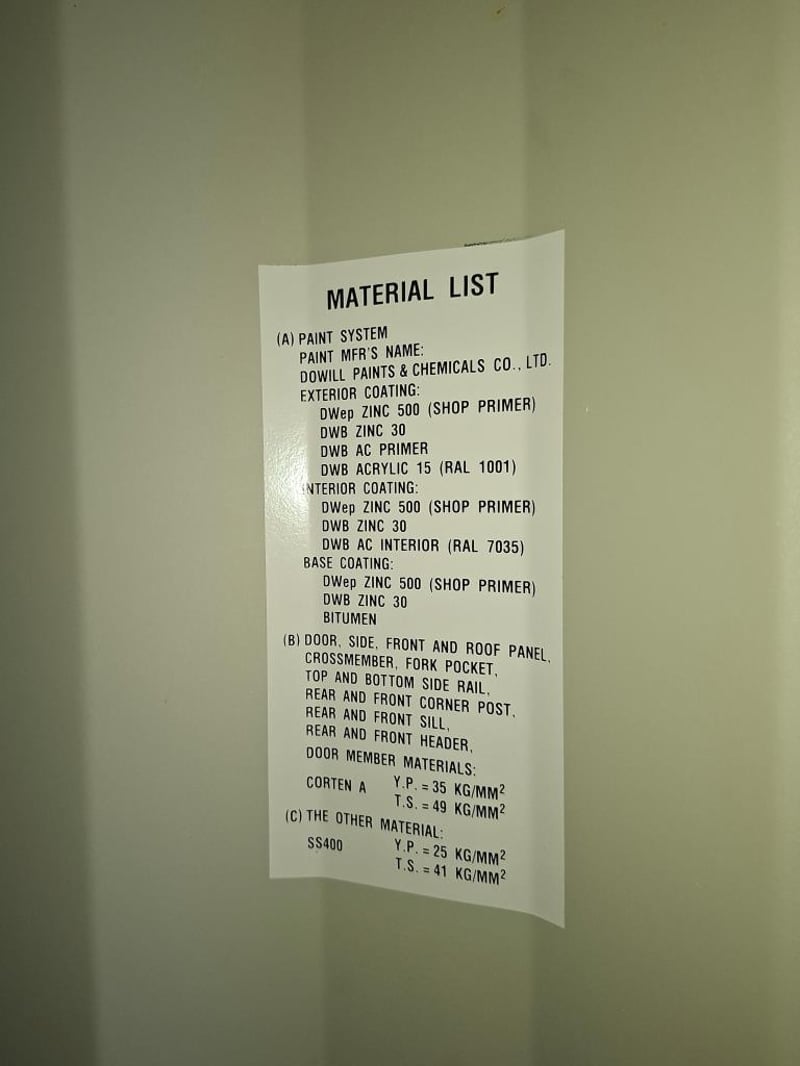 MATERIAL LIST
(A) PAINT SYSTEM
PAINT MFR'S NAME:
DOWILL PAINTS & CHEMICALS CO., LTD.
EXTERIOR COATING:
DWep ZINC 500 (SHOP PRIMER)
DWB ZINC 30
DWB AC PRIMER
DWB ACRYLIC 15 (RAL 1001)
INTERIOR COATING:
DWep ZINC 500 (SHOP PRIMER)
DWB ZINC 30
DWB AC INTERIOR (RAL 7035)
BASE COATING:
DWep ZINC 500 (SHOP PRIMER)
DWB ZINC 30
BITUMEN
(B) DOOR, SIDE, FRONT AND ROOF PANEL,
CROSSMEMBER, FORK POCKET,
TOP AND BOTTOM SIDE RAIL,
REAR AND FRONT CORNER POST,
REAR AND FRONT SILL,
REAR AND FRONT HEADER,
DOOR MEMBER MATERIALS:
CORTEN A Y.P. = 35 KG/MM²
T.S. = 49 KG/MM²
(C) THE OTHER MATERIAL:
SS400 Y.P. = 25 KG/MM²
T.S. = 41 KG/MM²